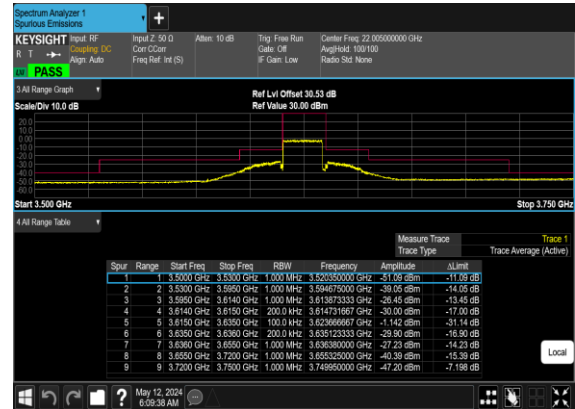 Spectrum Analyzer 1
Spurious Emissions
KEYSIGHT Input: RF Input Z: 50 Ω Atten: 10 dB Trig: Free Run Center Freq: 22.005000000 GHz
R T Coupling: DC Corr CCorr Gate: Off Avg|Hold: 100/100
Align: Auto Freq Ref: Int (S) IF Gain: Low Radio Std: None
PASS
3 All Range Graph Ref Lvl Offset 30.53 dB
Scale/Div 10.0 dB Ref Value 30.00 dBm
20.0
10.0
0.00
-10.0
-20.0
-30.0
-40.0
-50.0
-60.0
Start 3.500 GHz Stop 3.750 GHz
4 All Range Table
Measure Trace Trace 1
Trace Type Trace Average (Active)
Spur Range Start Freq Stop Freq RBW Frequency Amplitude ΔLimit
1 1 3.5000 GHz 3.5300 GHz 1.000 MHz 3.520350000 GHz -51.09 dBm -11.09 dB
2 2 3.5300 GHz 3.5950 GHz 1.000 MHz 3.594675000 GHz -39.05 dBm -14.05 dB
3 3 3.5950 GHz 3.6140 GHz 1.000 MHz 3.613873333 GHz -26.45 dBm -13.45 dB
4 4 3.6140 GHz 3.6150 GHz 200.0 kHz 3.614731667 GHz -30.00 dBm -17.00 dB
5 5 3.6150 GHz 3.6350 GHz 100.0 kHz 3.623666667 GHz -1.142 dBm -31.14 dB
6 6 3.6350 GHz 3.6360 GHz 200.0 kHz 3.635123333 GHz -29.90 dBm -16.90 dB
7 7 3.6360 GHz 3.6550 GHz 1.000 MHz 3.636380000 GHz -27.23 dBm -14.23 dB
8 8 3.6550 GHz 3.7200 GHz 1.000 MHz 3.655325000 GHz -40.39 dBm -15.39 dB
9 9 3.7200 GHz 3.7500 GHz 1.000 MHz 3.749950000 GHz -47.20 dBm -7.198 dB
Local
May 12, 2024
6:09:38 AM